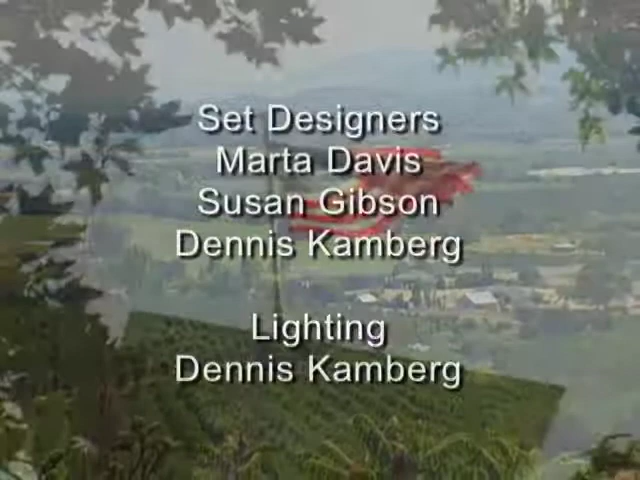 Set Designers
Marta Davis
Susan Gibson
Dennis Kamberg
Lighting
Dennis Kamberg